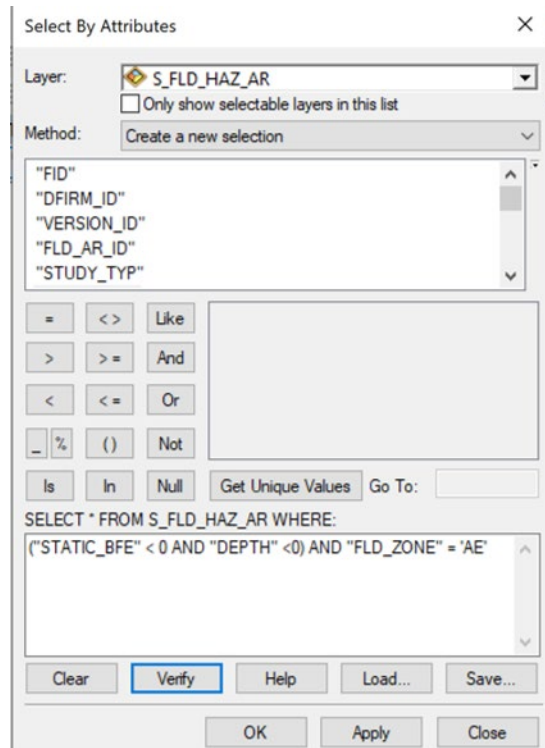 Select By Attributes
Layer: S_FLD_HAZ_AR
Only show selectable layers in this list
Method: Create a new selection
"FID"
"DFIRM_ID"
"VERSION_ID"
"FLD_AR_ID"
"STUDY_TYP"
= <> Like
> > = And
< < = Or
_ % () Not
Is In Null Get Unique Values Go To:
SELECT * FROM S_FLD_HAZ_AR WHERE:
("STATIC_BFE" < 0 AND "DEPTH" <0) AND "FLD_ZONE" = 'AE'
Clear Verify Help Load... Save...
OK Apply Close